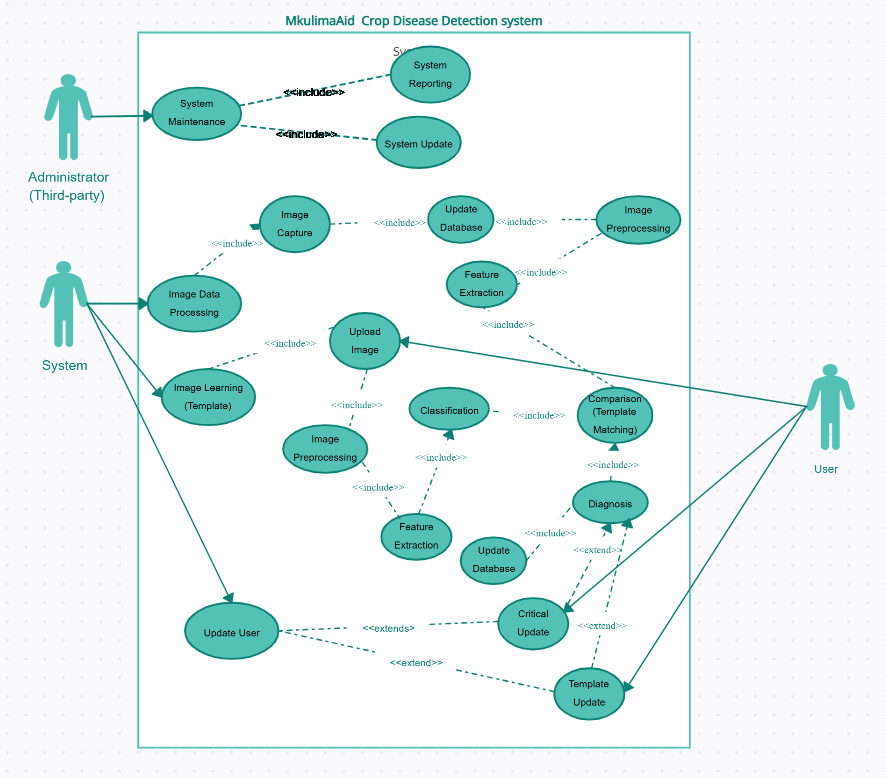 MkulimaAid Crop Disease Detection system
System
Reporting
<<include>>
System
Maintenance
<<include>>
System Update
Administrator
(Third-party)
Image
Capture
<<include>>
Update
Database
<<include>>
Image
Preprocessing
<<include>>
<<include>>
Feature
Extraction
Image Data
Processing
<<include>>
System
Upload
Image
<<include>>
Image Learning
(Template)
<<include>>
Classification
<<include>>
Comparison
(Template
Matching)
User
Image
Preprocessing
<<include>>
<<include>>
<<include>>
Diagnosis
Feature
Extraction
<<include>>
Update
Database
<<extend>>
Critical
Update
<<extend>>
Update User
<<extends>
<<extend>>
Template
Update